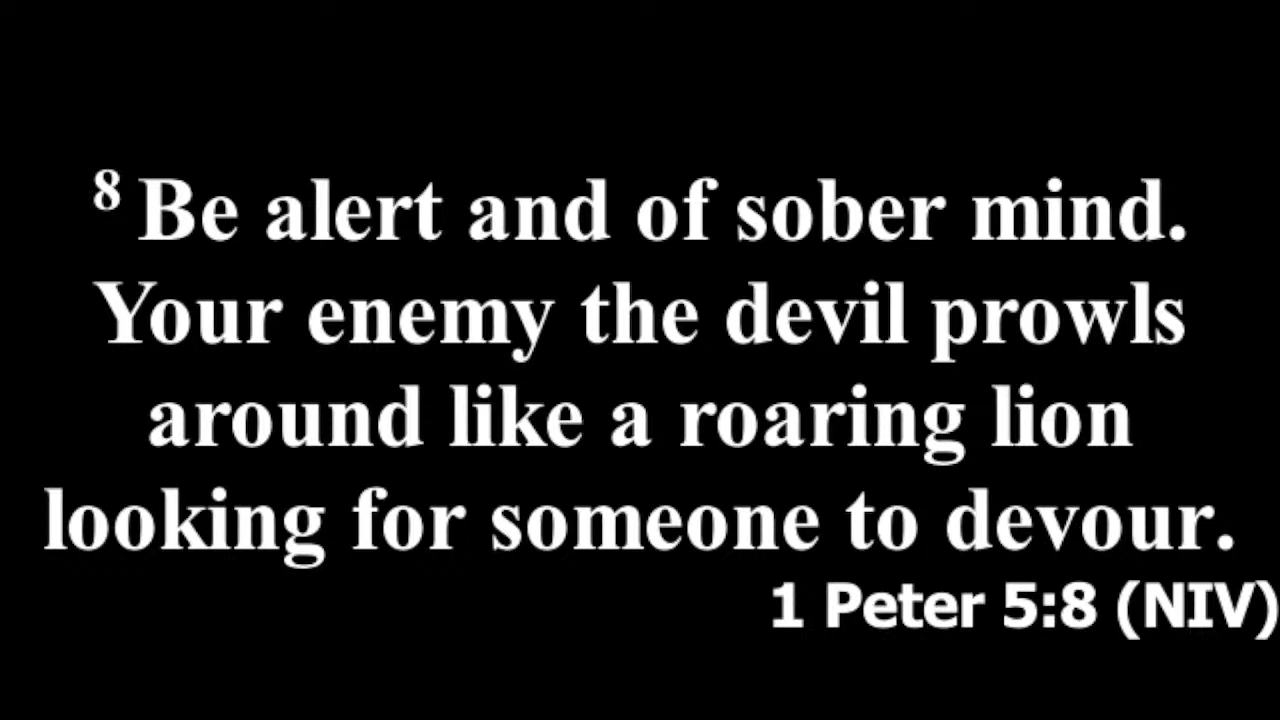 8 Be alert and of sober mind.
Your enemy the devil prowls
around like a roaring lion
looking for someone to devour.
1 Peter 5:8 (NIV)